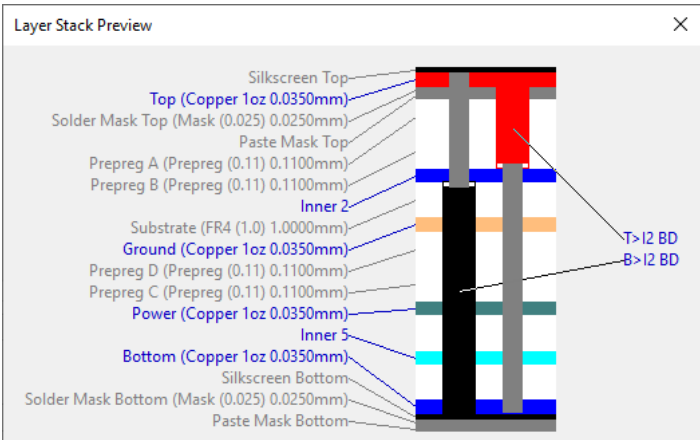 Layer Stack Preview
Silkscreen Top
Top (Copper 1oz 0.0350mm)
Solder Mask Top (Mask (0.025) 0.0250mm)
Paste Mask Top
Prepreg A (Prepreg (0.11) 0.1100mm)
Prepreg B (Prepreg (0.11) 0.1100mm)
Inner 2
Substrate (FR4 (1.0) 1.0000mm)
Ground (Copper 1oz 0.0350mm)
Prepreg D (Prepreg (0.11) 0.1100mm)
Prepreg C (Prepreg (0.11) 0.1100mm)
Power (Copper 1oz 0.0350mm)
Inner 5
Bottom (Copper 1oz 0.0350mm)
Silkscreen Bottom
Solder Mask Bottom (Mask (0.025) 0.0250mm)
Paste Mask Bottom
T>I2 BD
B>I2 BD